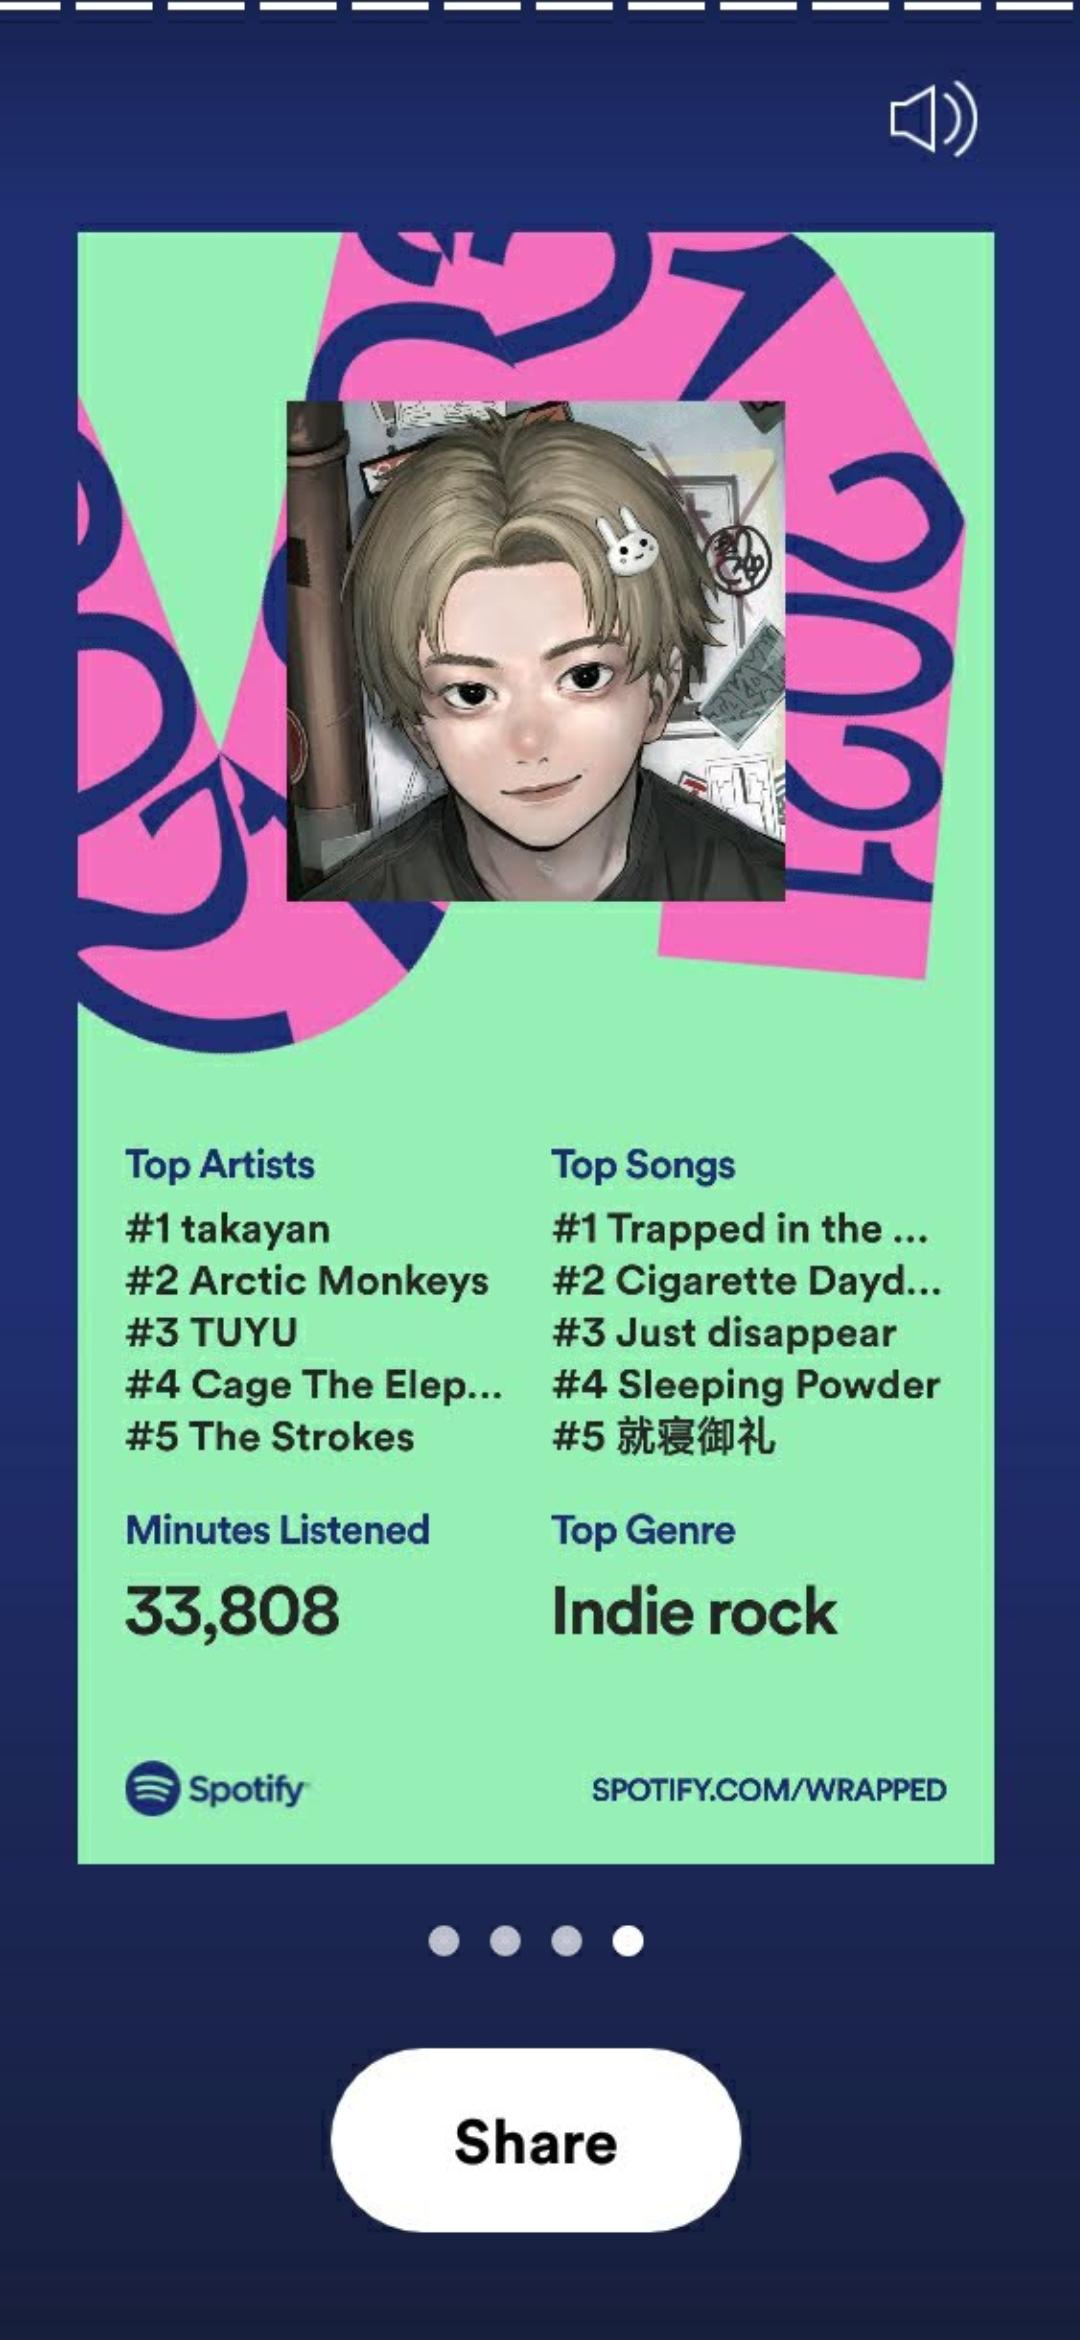 2021
Top Artists
#1 takayan
#2 Arctic Monkeys
#3 TUYU
#4 Cage The Elep...
#5 The Strokes
Top Songs
#1 Trapped in the ...
#2 Cigarette Dayd...
#3 Just disappear
#4 Sleeping Powder
#5 就寝御礼
Minutes Listened
33,808
Top Genre
Indie rock
Spotify
SPOTIFY.COM/WRAPPED
Share